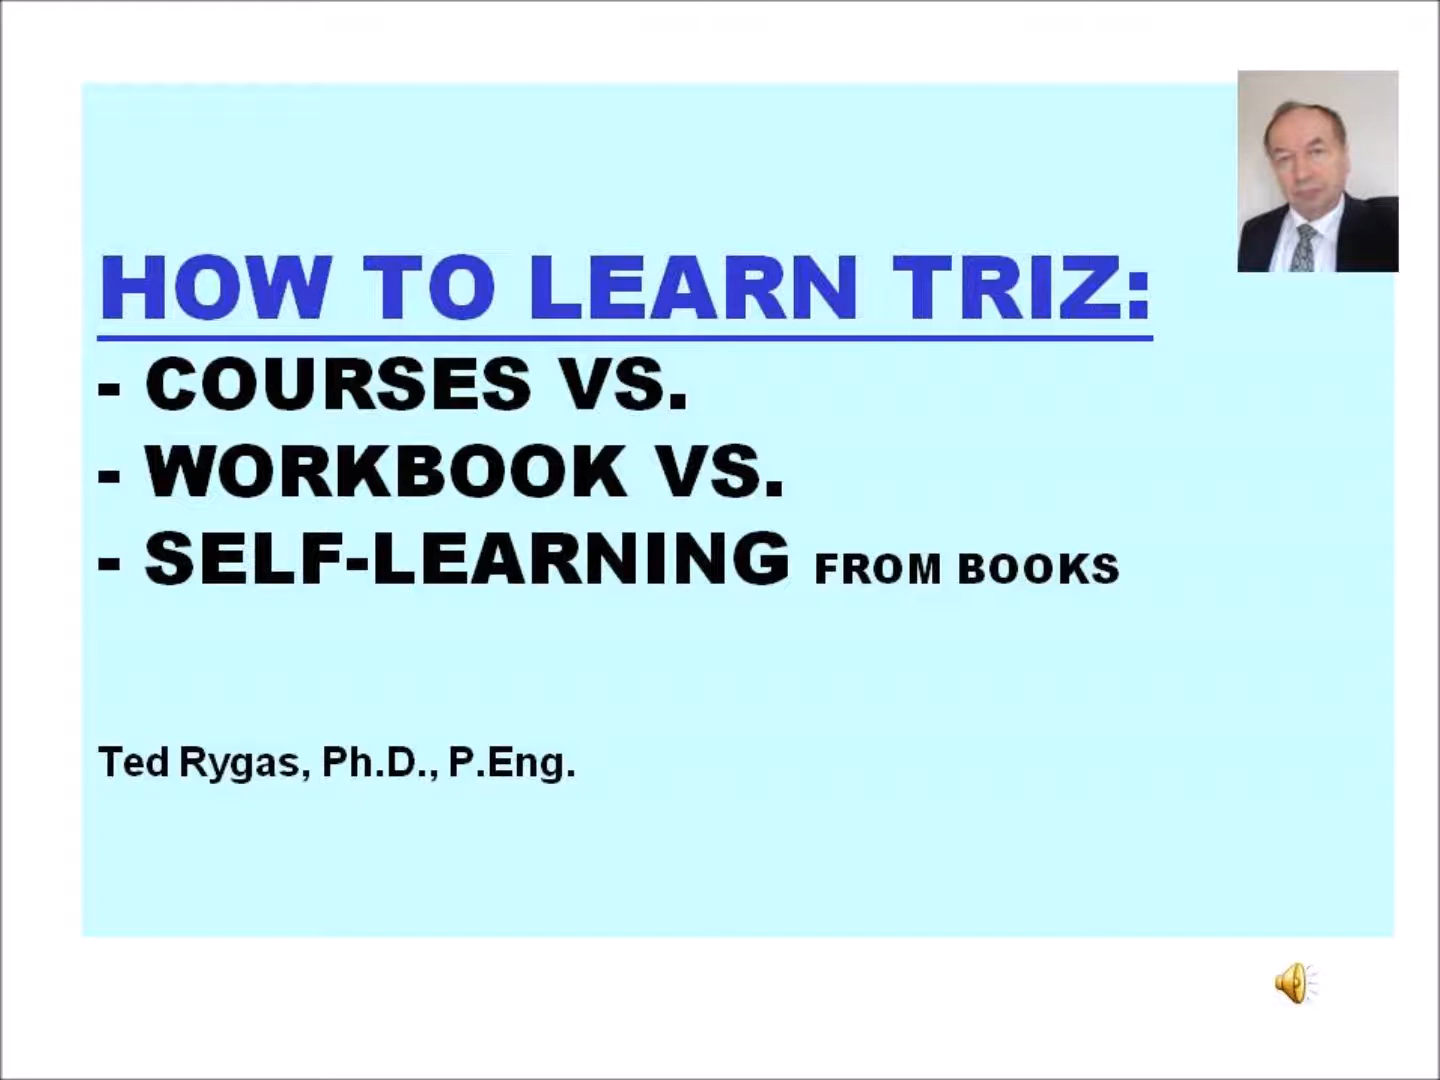 HOW TO LEARN TRIZ:
- COURSES VS.
- WORKBOOK VS.
- SELF-LEARNING FROM BOOKS
Ted Rygas, Ph.D., P.Eng.